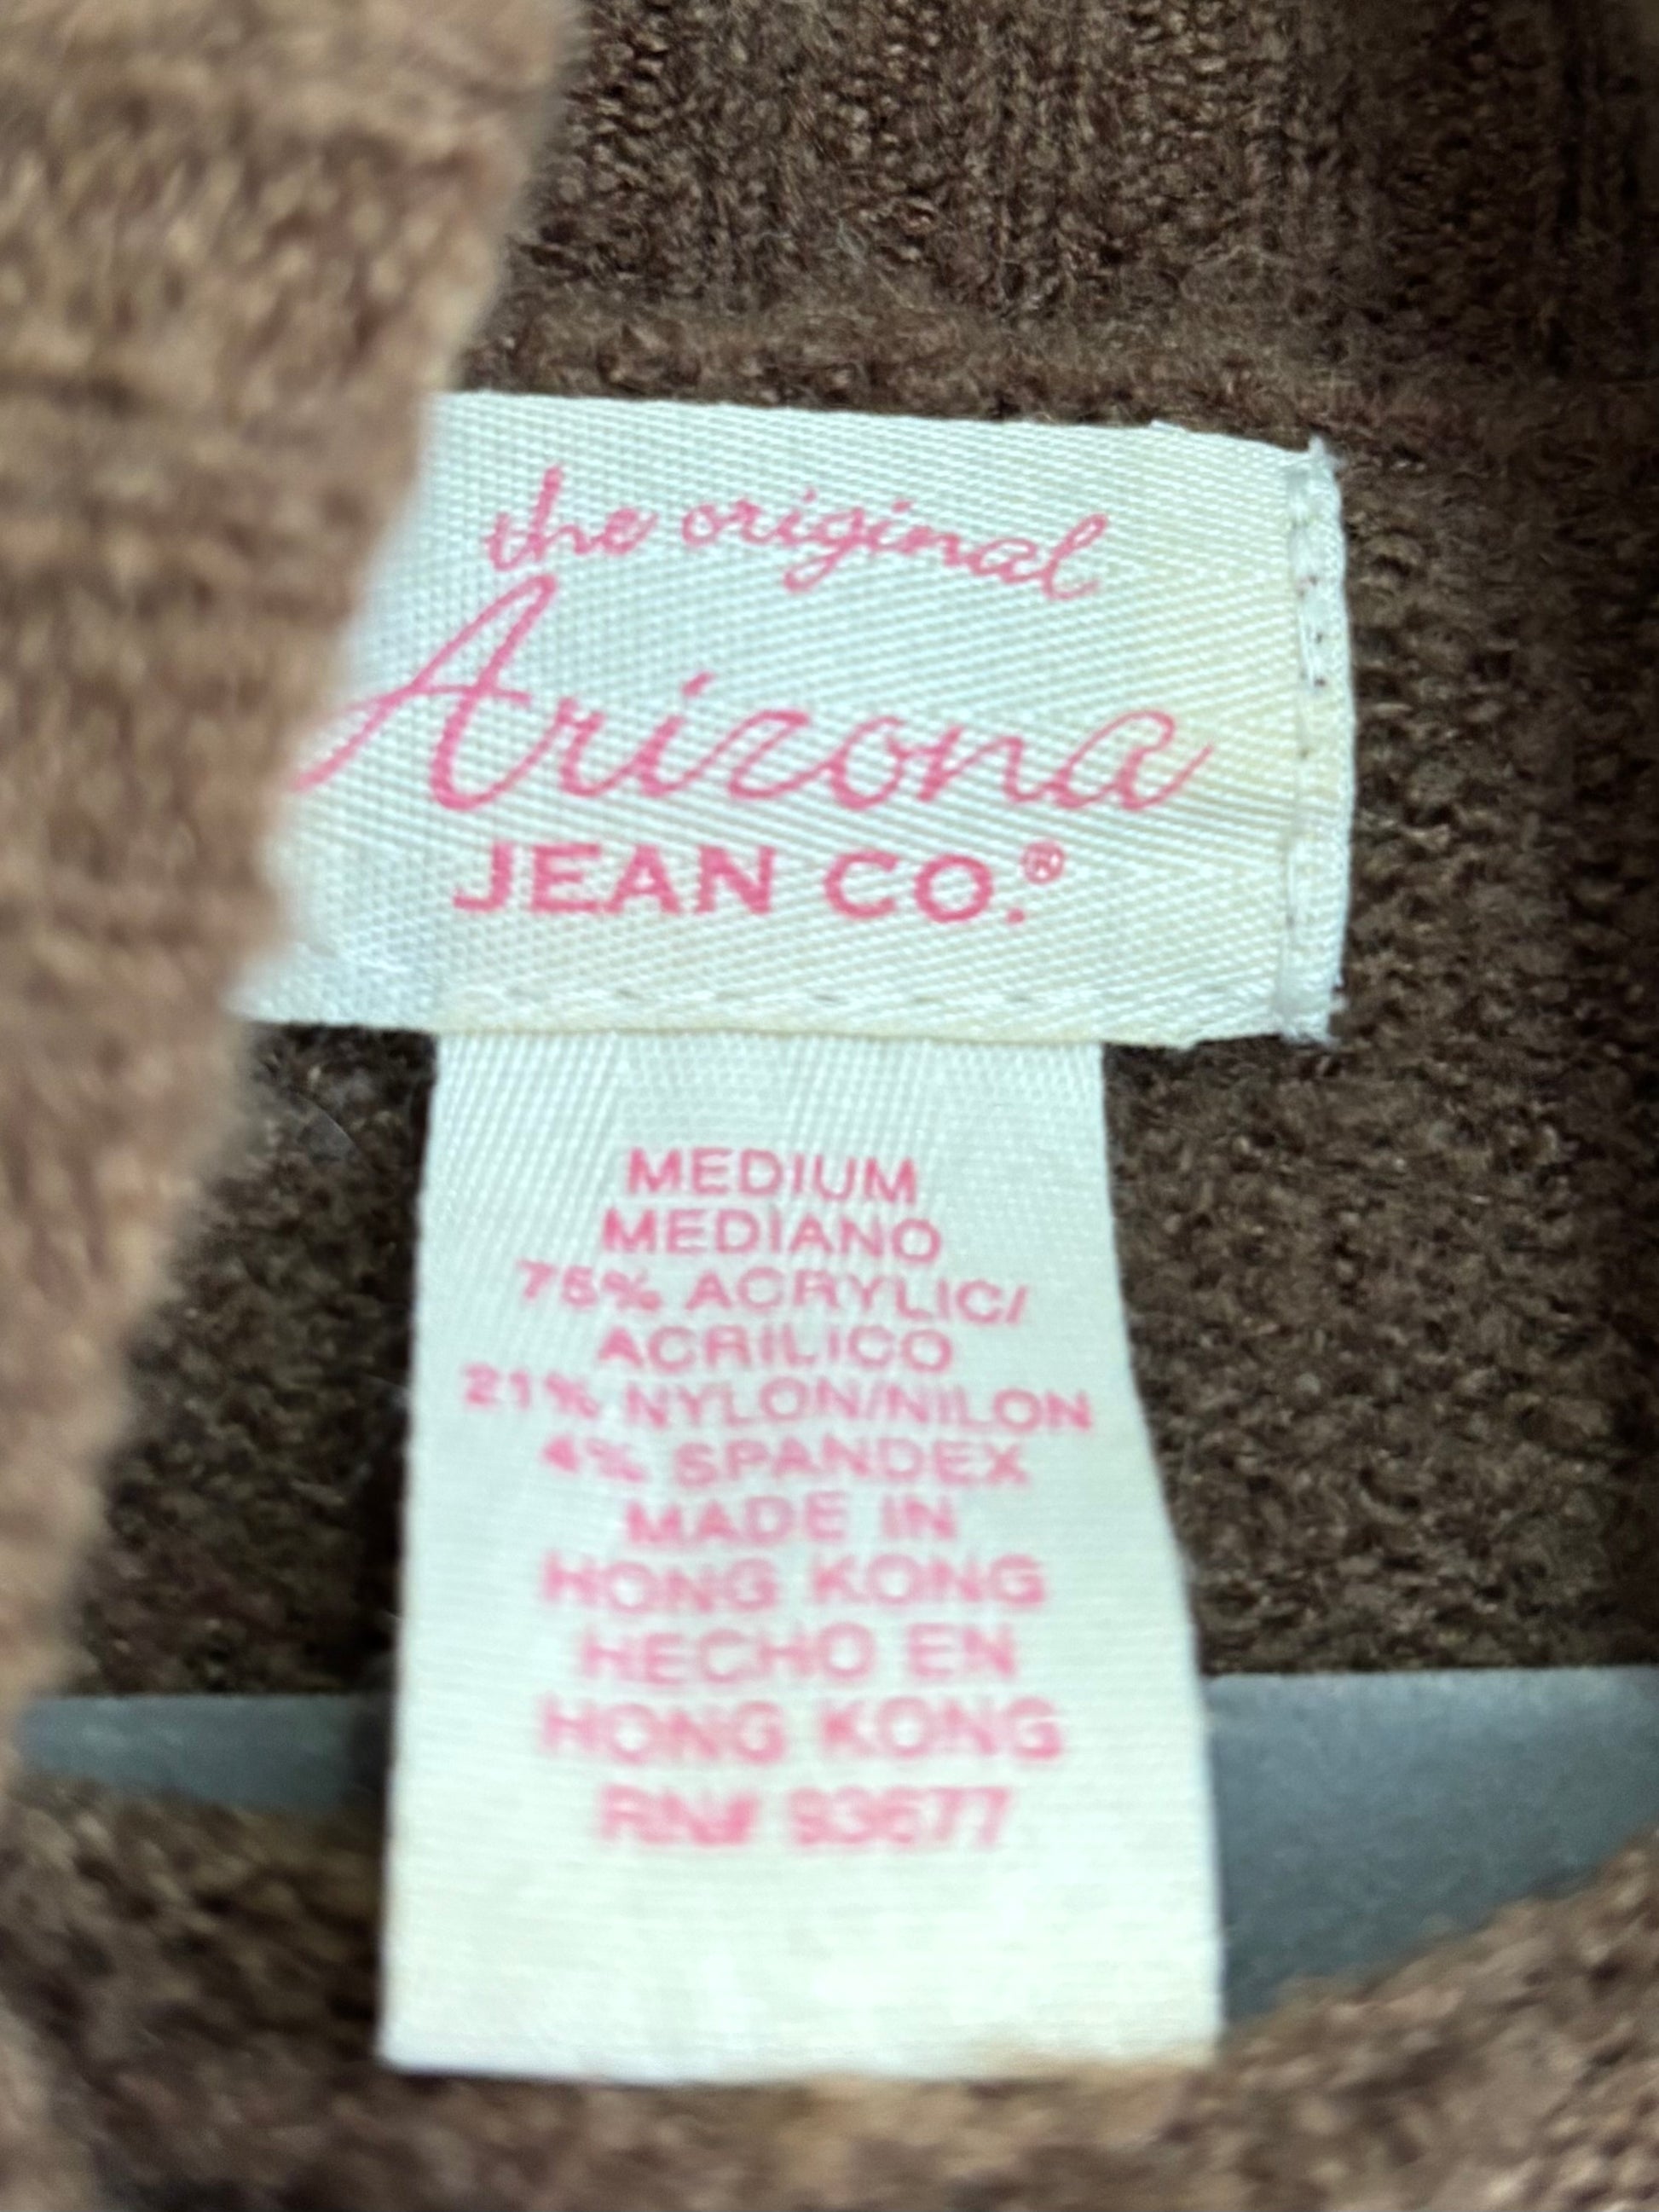 the original
Arizona
JEAN CO.®
MEDIUM
MEDIANO
75% ACRYLIC/
ACRILICO
21% NYLON/NILON
4% SPANDEX
MADE IN
HONG KONG
HECHO EN
HONG KONG
RN# 93677